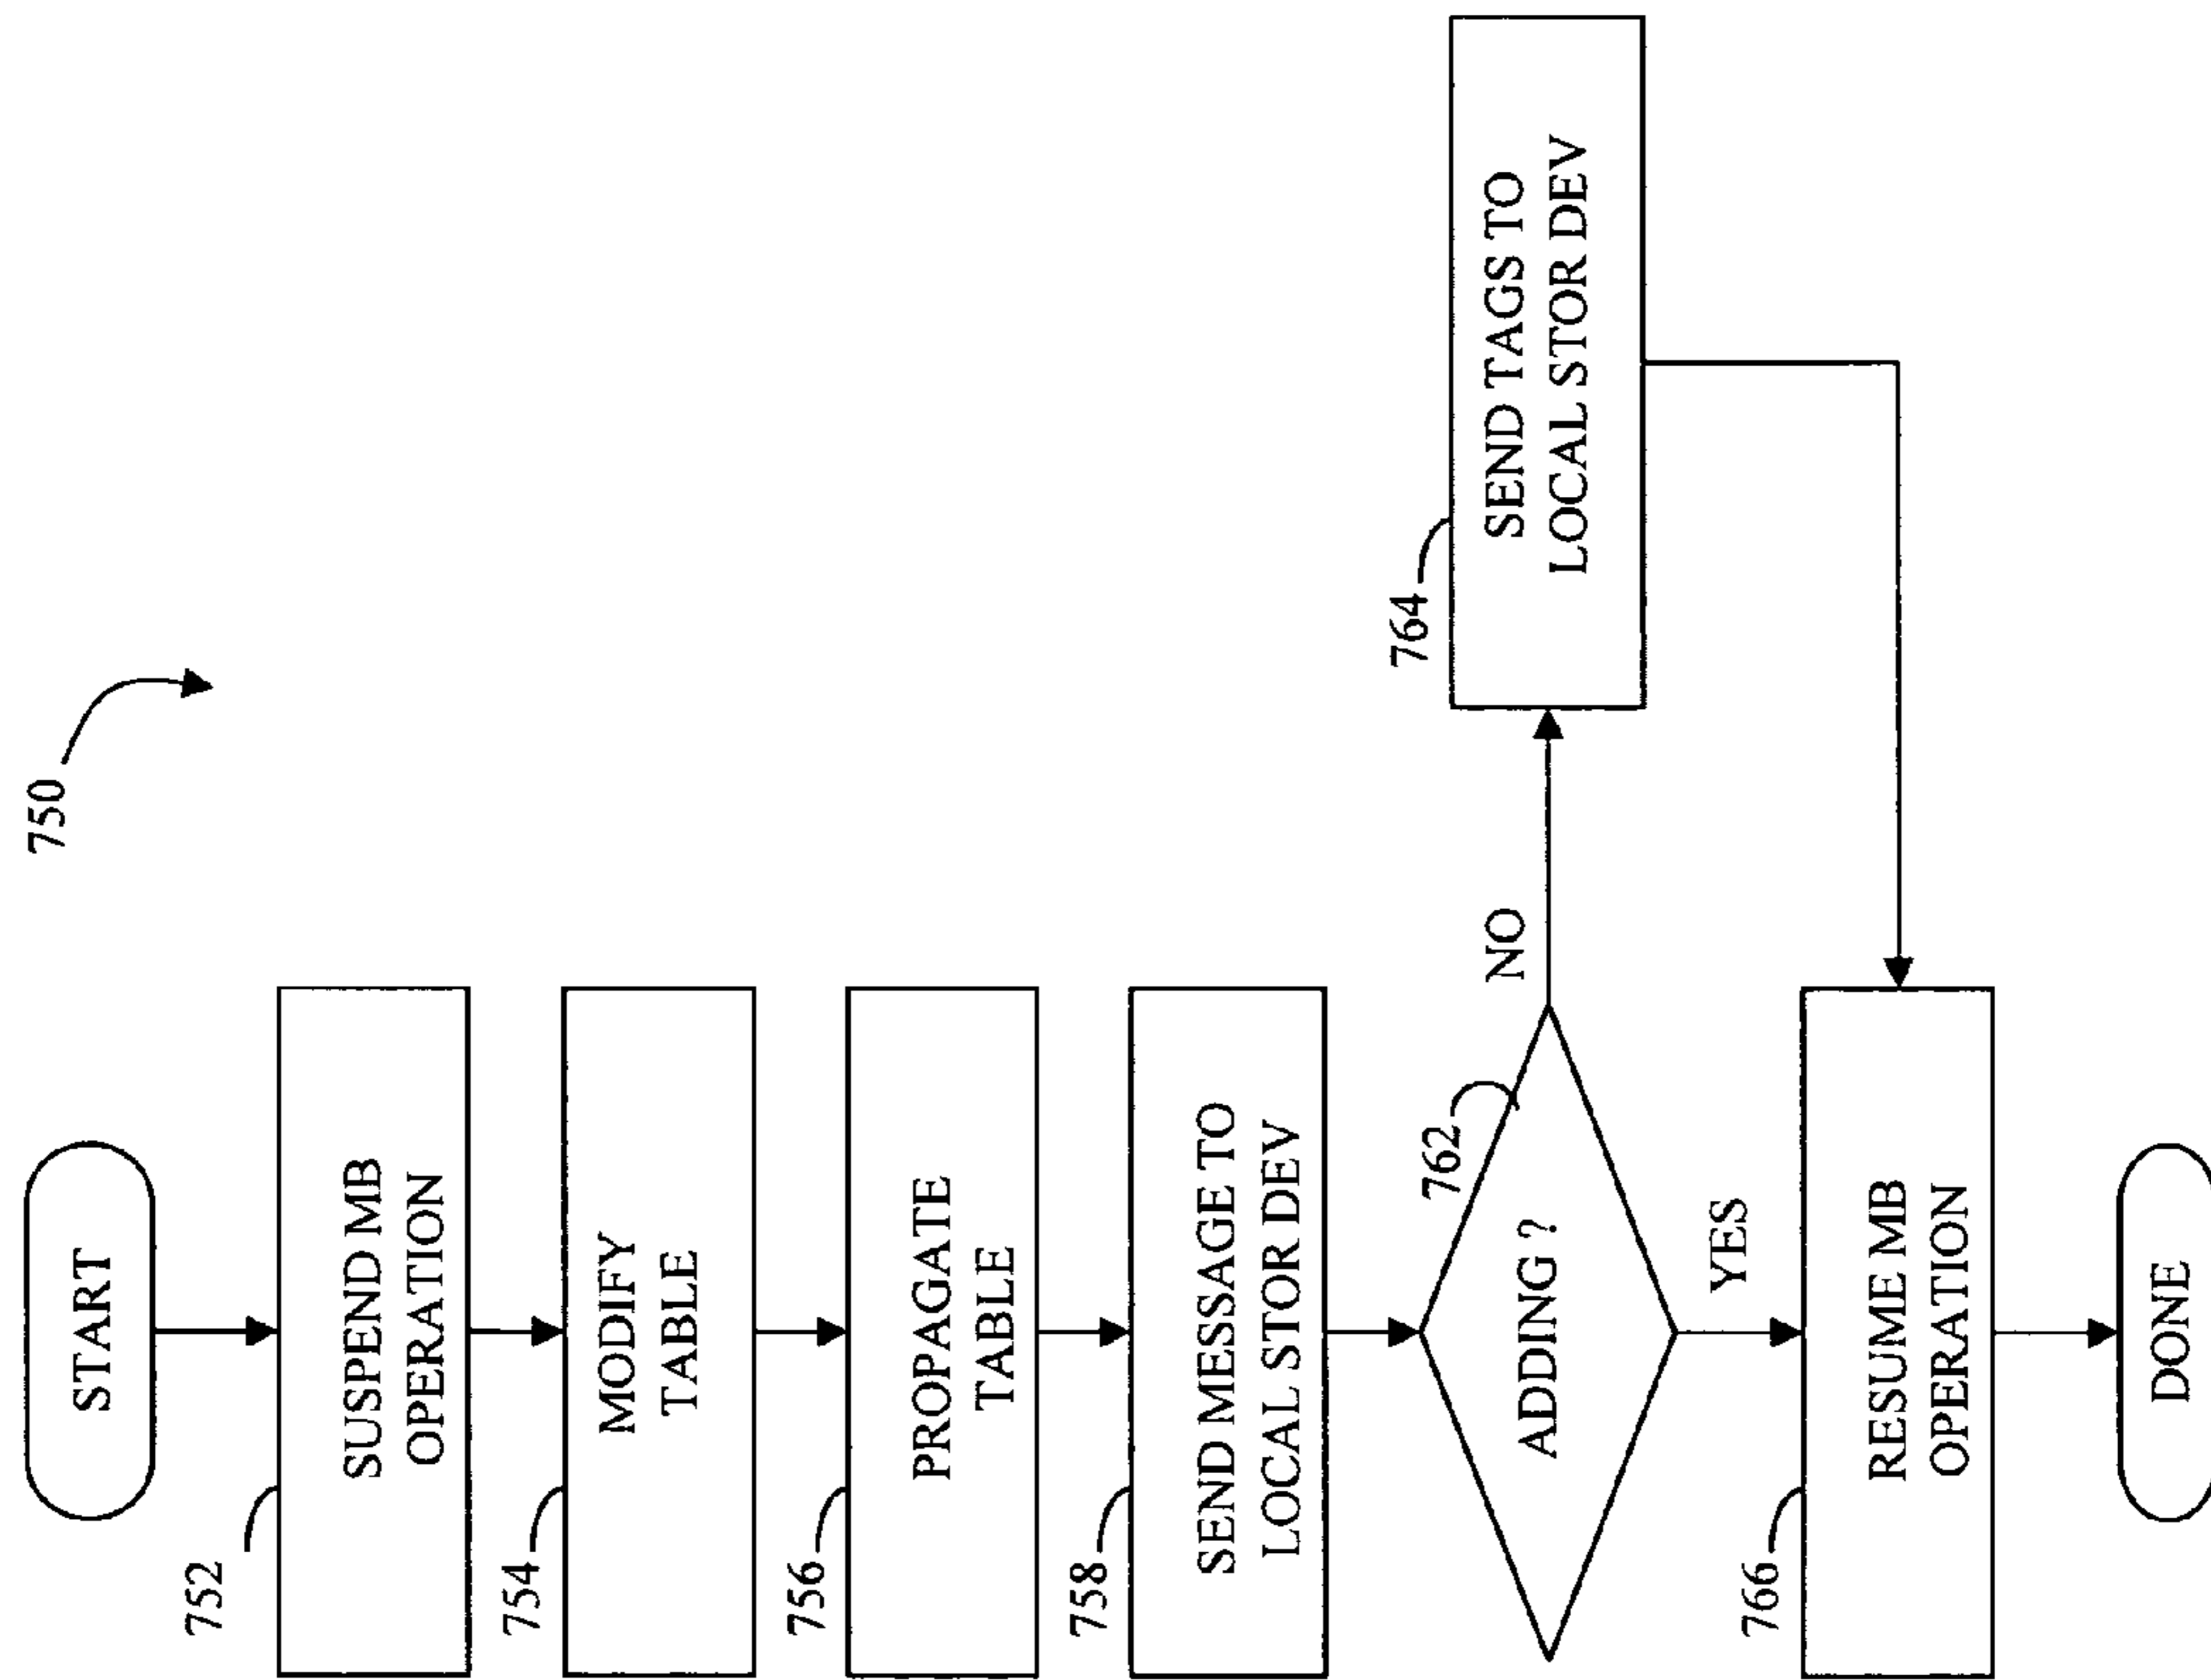 750
START
752
SUSPEND MB
OPERATION
754
MODIFY
TABLE
756
PROPAGATE
TABLE
758
SEND MESSAGE TO
LOCAL STOR DEV
762
ADDING ?
NO
764
SEND TAGS TO
LOCAL STOR DEV
YES
766
RESUME MB
OPERATION
DONE